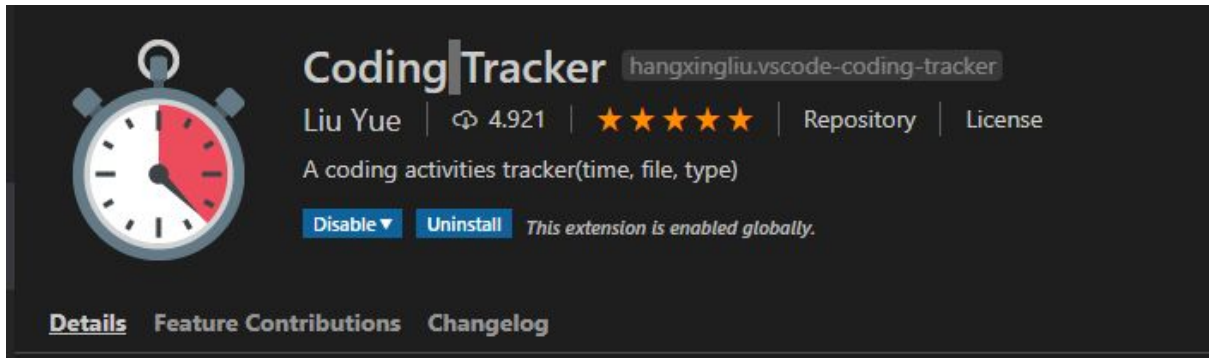 Coding Tracker hangxingliu.vscode-coding-tracker
Liu Yue 4.921 Repository License
A coding activities tracker(time, file, type)
Disable Uninstall This extension is enabled globally.
Details Feature Contributions Changelog